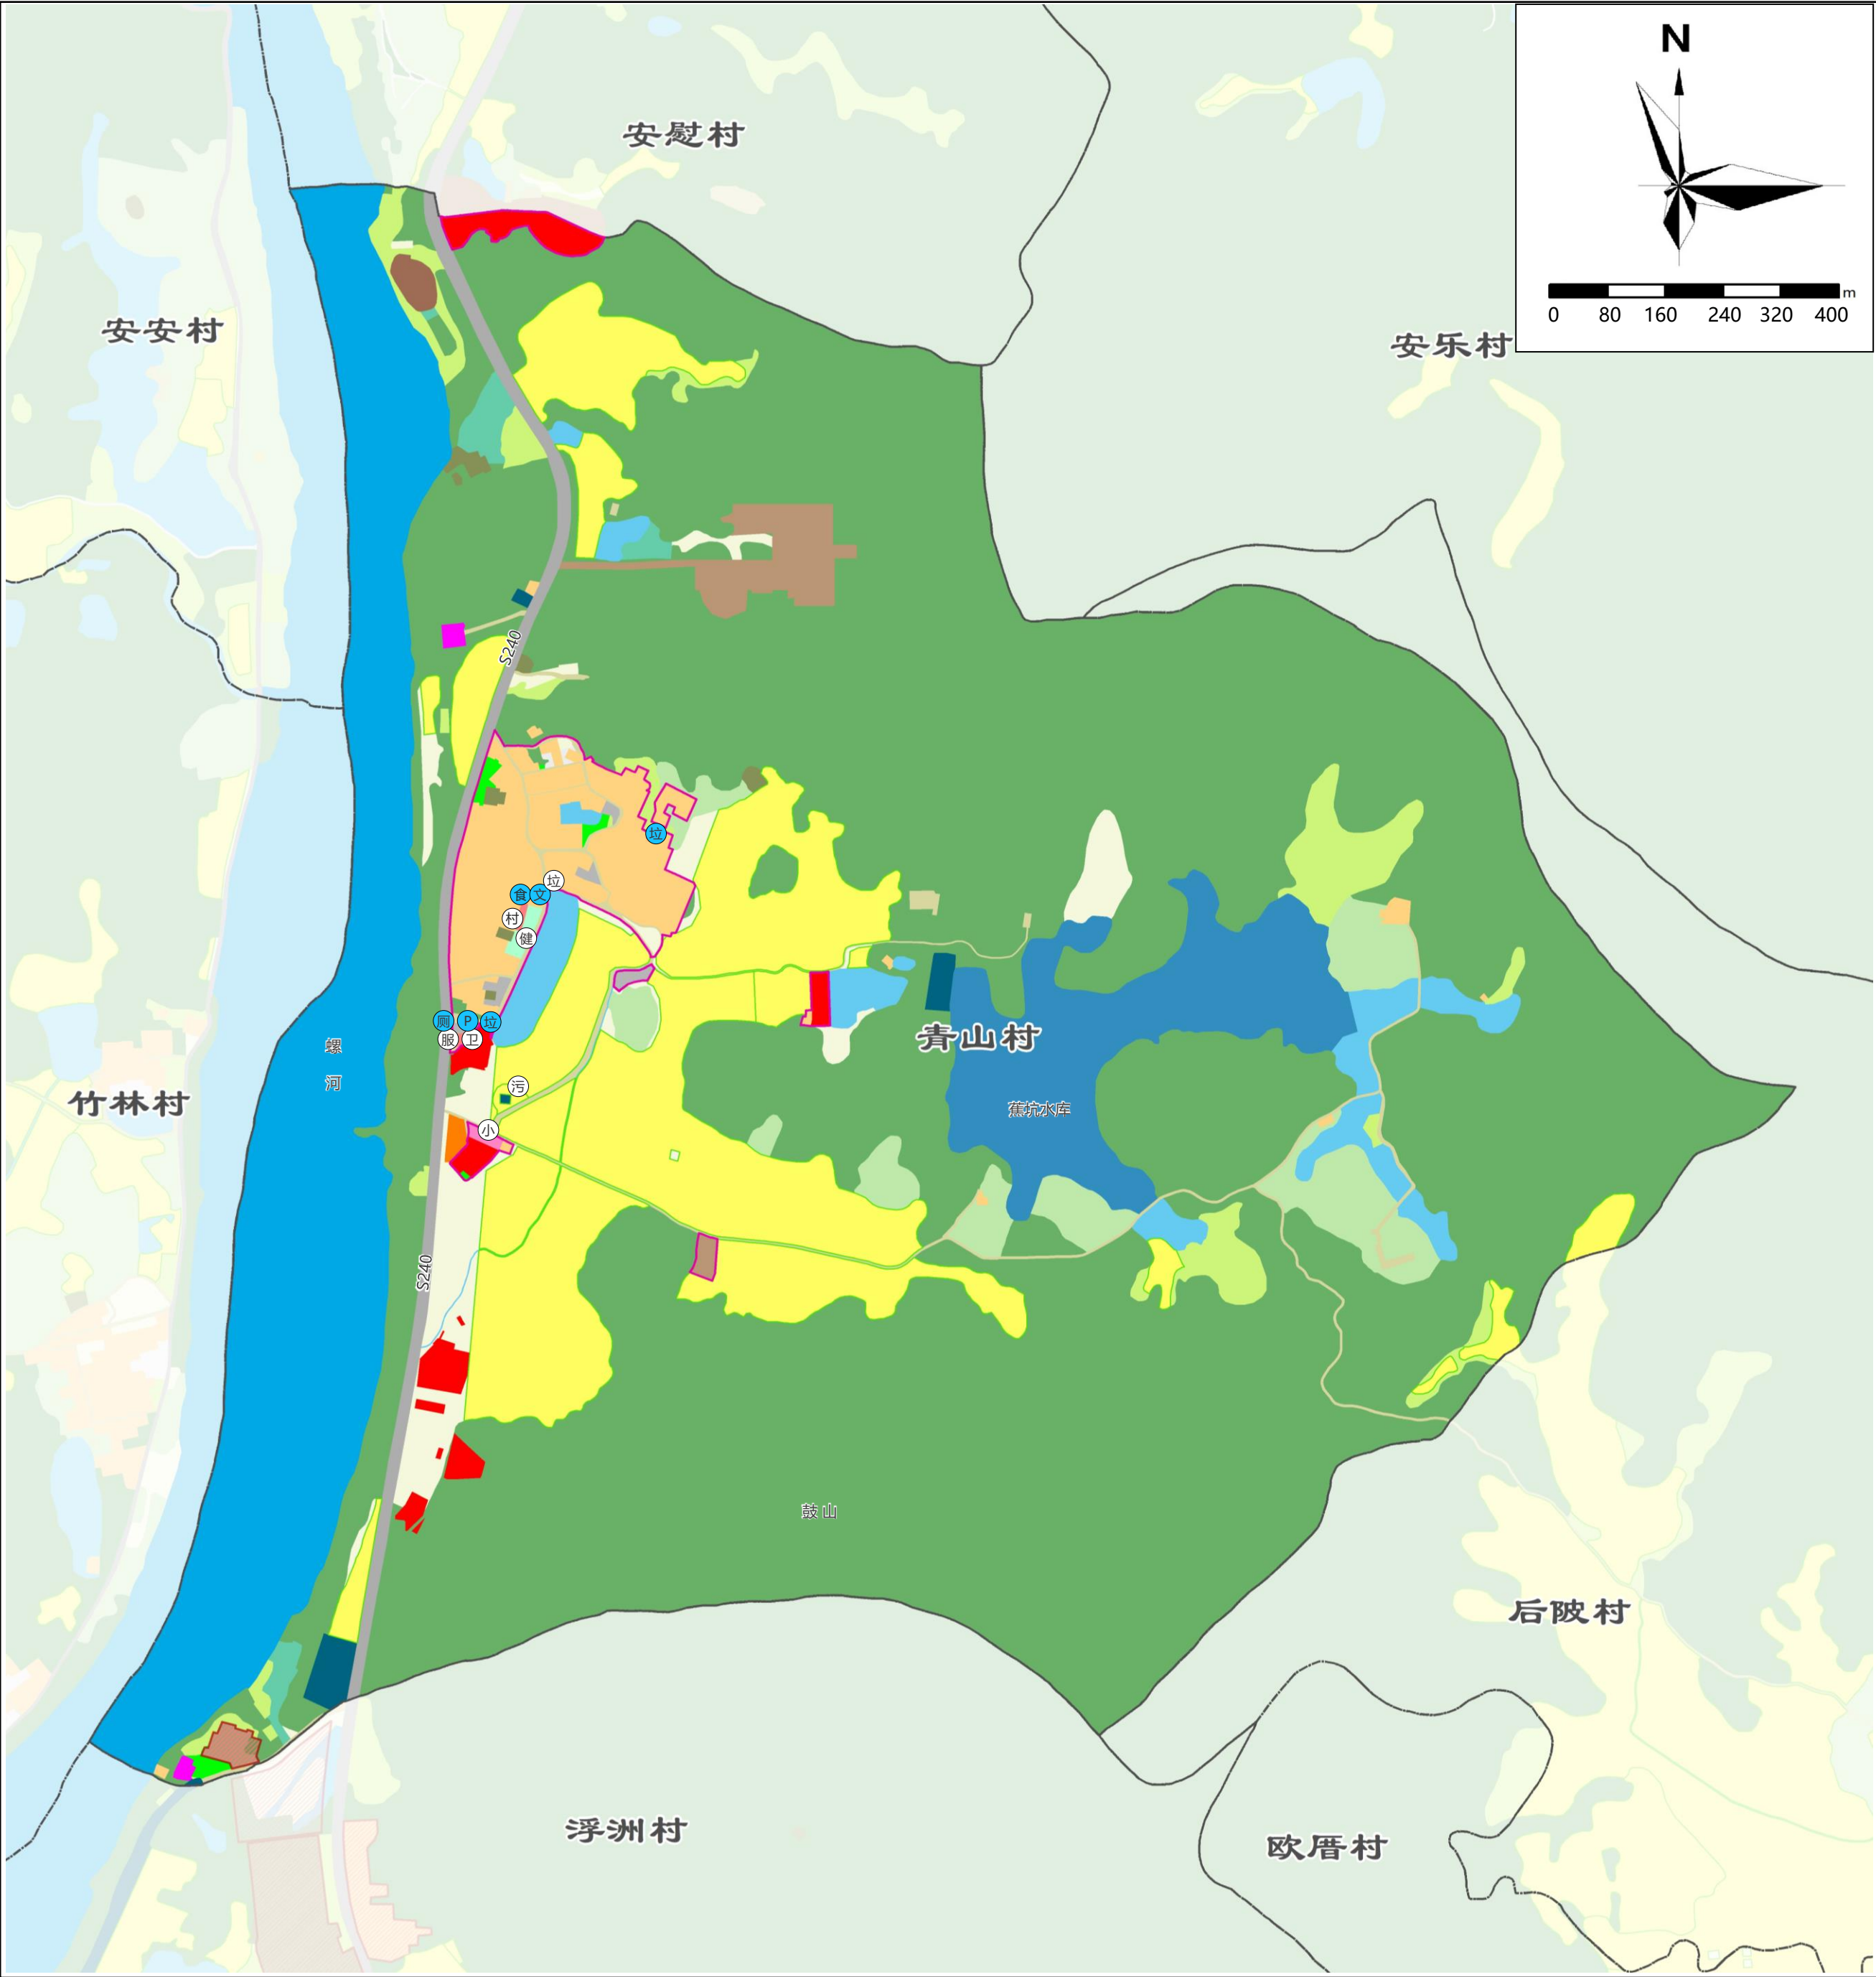 N
0 80 160 240 320 400 m
安慰村
安安村
安乐村
S240
垃
垃
食 文
村
健
厕 P 垃
服 卫
青山村
螺
河
污
竹林村
蕉坑水库
小
S240
鼓山
后陂村
浮洲村
欧厝村